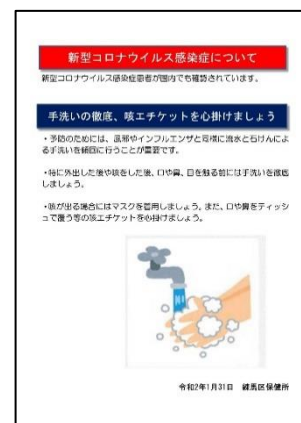 新型コロナウイルス感染症について
新型コロナウイルス感染症患者が国内でも確認されています。
手洗いの徹底、咳エチケットを心掛けましょう
・予防のためには、風邪やインフルエンザと同様に流水と石けんによ
る手洗いを頻回に行うことが重要です。
・特に外出した後や咳をした後、口や鼻、目を触る前には手洗いを徹底
しましょう。
・咳が出る場合にはマスクを着用しましょう。また、口や鼻をティッシ
ュで覆う等の咳エチケットを心掛けましょう。
令和2年1月31日 練馬区保健所